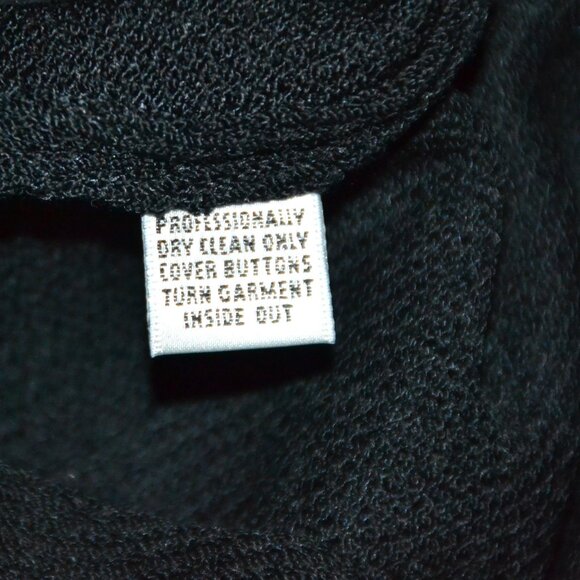 PROFESSIONALLY
DRY CLEAN ONLY
COVER BUTTONS
TURN GARMENT
INSIDE OUT